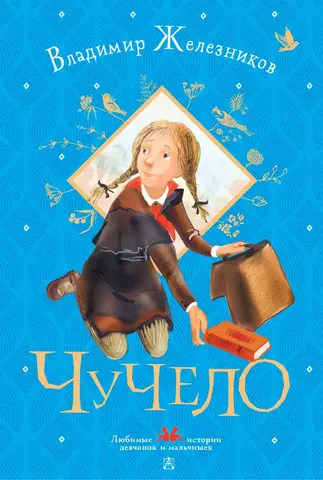 Владимир Железников
Чучело
Любимые истории
девчонок и мальчишек